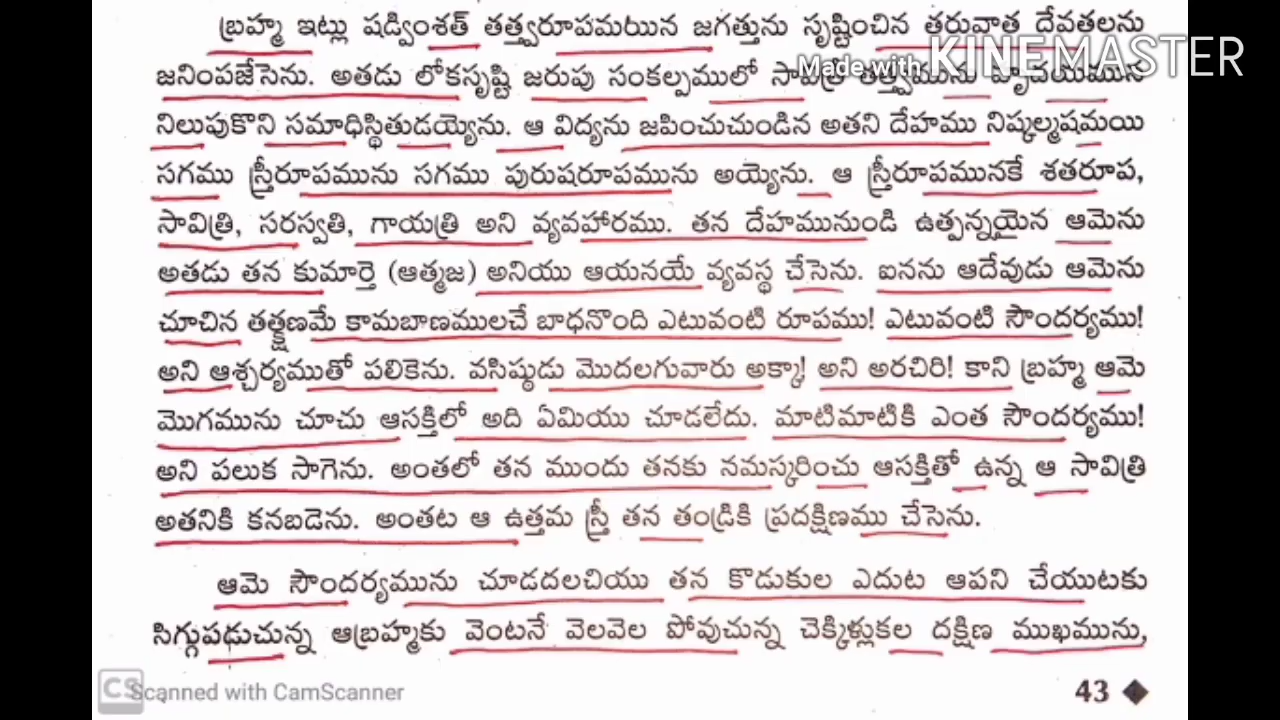 బ్రహ్మ ఇట్లు షడ్వింశత్ తత్త్వరూపమయిన జగత్తును సృష్టించిన తరువాత దేవతలను
Made with KINEMASTER
జనింపజేసెను. అతడు లోకసృష్టి జరుపు సంకల్పములో సావిత్రీ తత్త్వమును హృదయమున
నిలుపుకొని సమాధిస్థితుడయ్యెను. ఆ విద్యను జపించుచుండిన అతని దేహము నిష్కల్మషమయి
సగము స్త్రీరూపమును సగము పురుషరూపమును అయ్యెను. ఆ స్త్రీరూపమునకే శతరూప,
సావిత్రి, సరస్వతి, గాయత్రి అని వ్యవహారము. తన దేహమునుండి ఉత్పన్నయైన ఆమెను
అతడు తన కుమార్తె (ఆత్మజ) అనియు ఆయనయే వ్యవస్థ చేసెను. ఐనను ఆదేవుడు ఆమెను
చూచిన తత్క్షణమే కామబాణములచే బాధనొంది ఎటువంటి రూపము! ఎటువంటి సౌందర్యము!
అని ఆశ్చర్యముతో పలికెను. వసిష్ఠుడు మొదలగువారు అక్కా! అని అరచిరి! కాని బ్రహ్మ ఆమె
మొగమును చూచు ఆసక్తిలో అది ఏమియు చూడలేదు. మాటిమాటికి ఎంత సౌందర్యము!
అని పలుక సాగెను. అంతలో తన ముందు తనకు నమస్కరించు ఆసక్తితో ఉన్న ఆ సావిత్రి
అతనికి కనబడెను. అంతట ఆ ఉత్తమ స్త్రీ తన తండ్రికి ప్రదక్షిణము చేసెను.
ఆమె సౌందర్యమును చూడదలచియు తన కొడుకుల ఎదుట ఆపని చేయుటకు
సిగ్గుపడుచున్న ఆబ్రహ్మకు వెంటనే వెలవెల పోవుచున్న చెక్కిళ్లుకల దక్షిణ ముఖమును,
CS Scanned with CamScanner
43